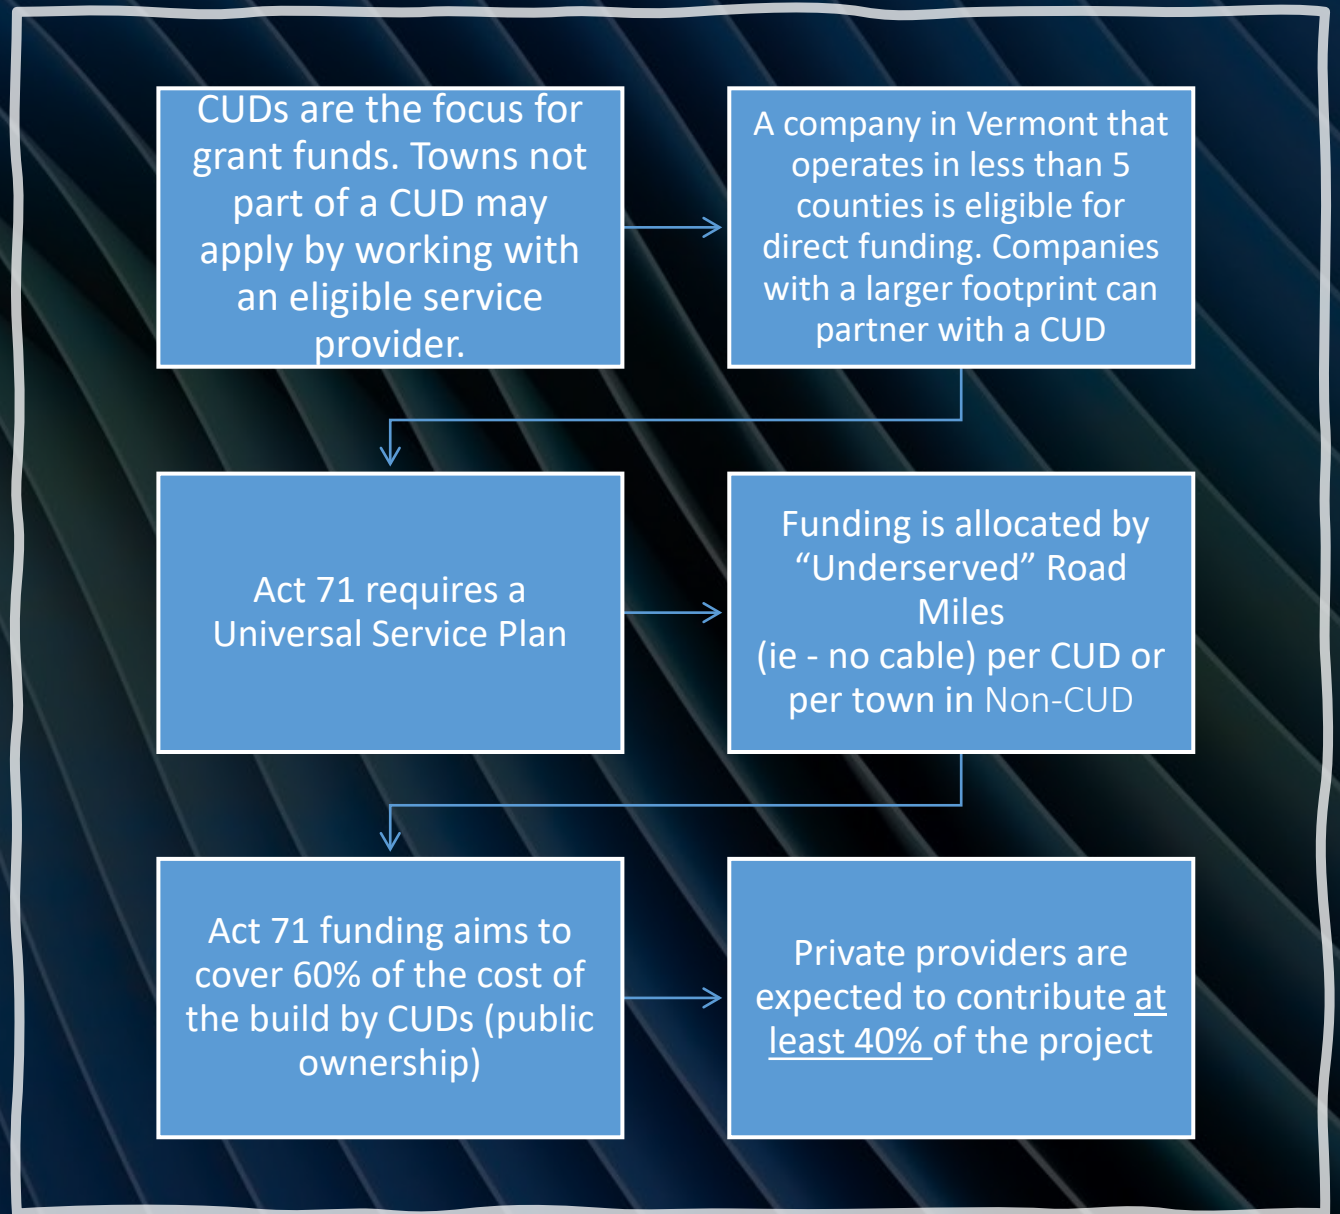 CUDs are the focus for
grant funds. Towns not
part of a CUD may
apply by working with
an eligible service
provider.
A company in Vermont that
operates in less than 5
counties is eligible for
direct funding. Companies
with a larger footprint can
partner with a CUD
Act 71 requires a
Universal Service Plan
Funding is allocated by
“Underserved” Road
Miles
(ie - no cable) per CUD or
per town in Non-CUD
Act 71 funding aims to
cover 60% of the cost of
the build by CUDs (public
ownership)
Private providers are
expected to contribute at
least 40% of the project